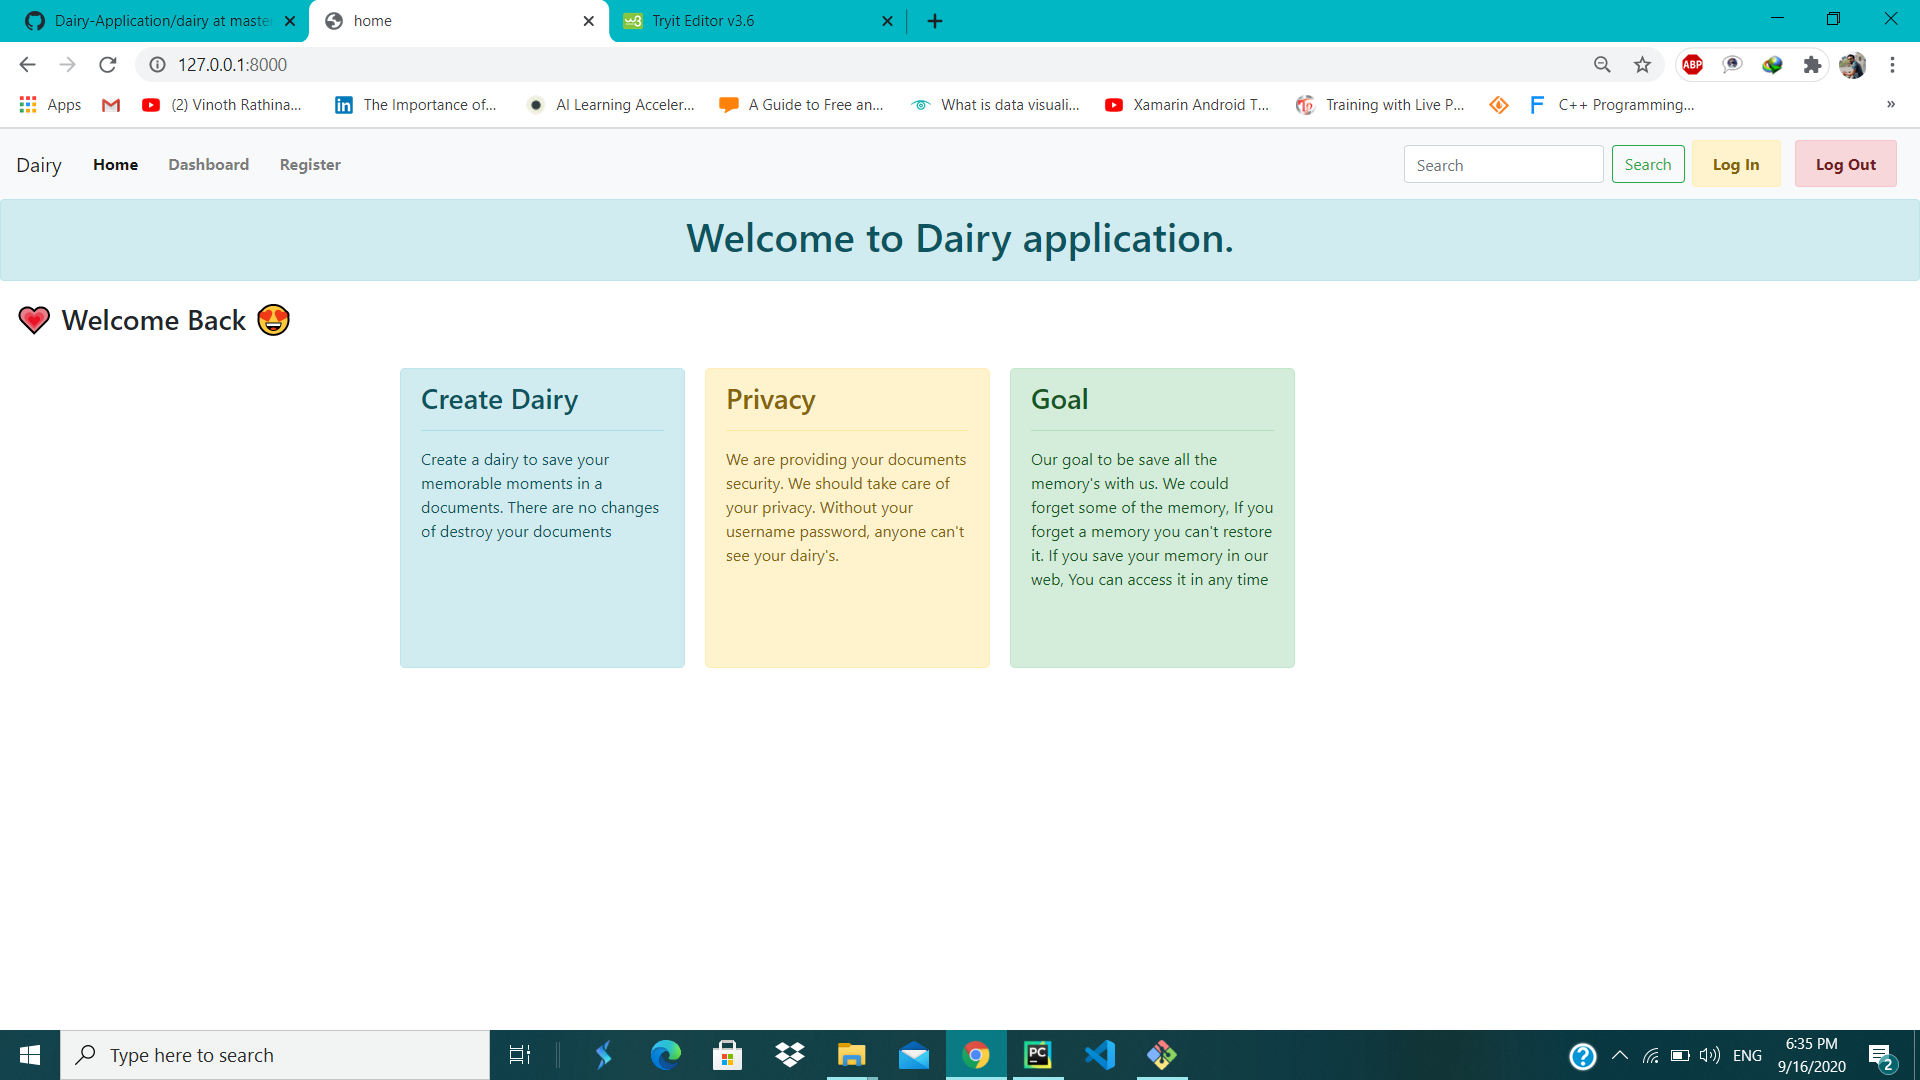 Dairy-Application/dairy at master
home
Tryit Editor v3.6
127.0.0.1:8000
ABP
Apps
(2) Vinoth Rathina...
The Importance of...
AI Learning Acceler...
A Guide to Free an...
What is data visuali...
Xamarin Android T...
Training with Live P...
C++ Programming...
»
Dairy
Home
Dashboard
Register
Search
Search
Log In
Log Out
Welcome to Dairy application.
Welcome Back
Create Dairy
Create a dairy to save your
memorable moments in a
documents. There are no changes
of destroy your documents
Privacy
We are providing your documents
security. We should take care of
your privacy. Without your
username password, anyone can't
see your dairy's.
Goal
Our goal to be save all the
memory's with us. We could
forget some of the memory, If you
forget a memory you can't restore
it. If you save your memory in our
web, You can access it in any time
Type here to search
PC
ENG
6:35 PM
9/16/2020
2